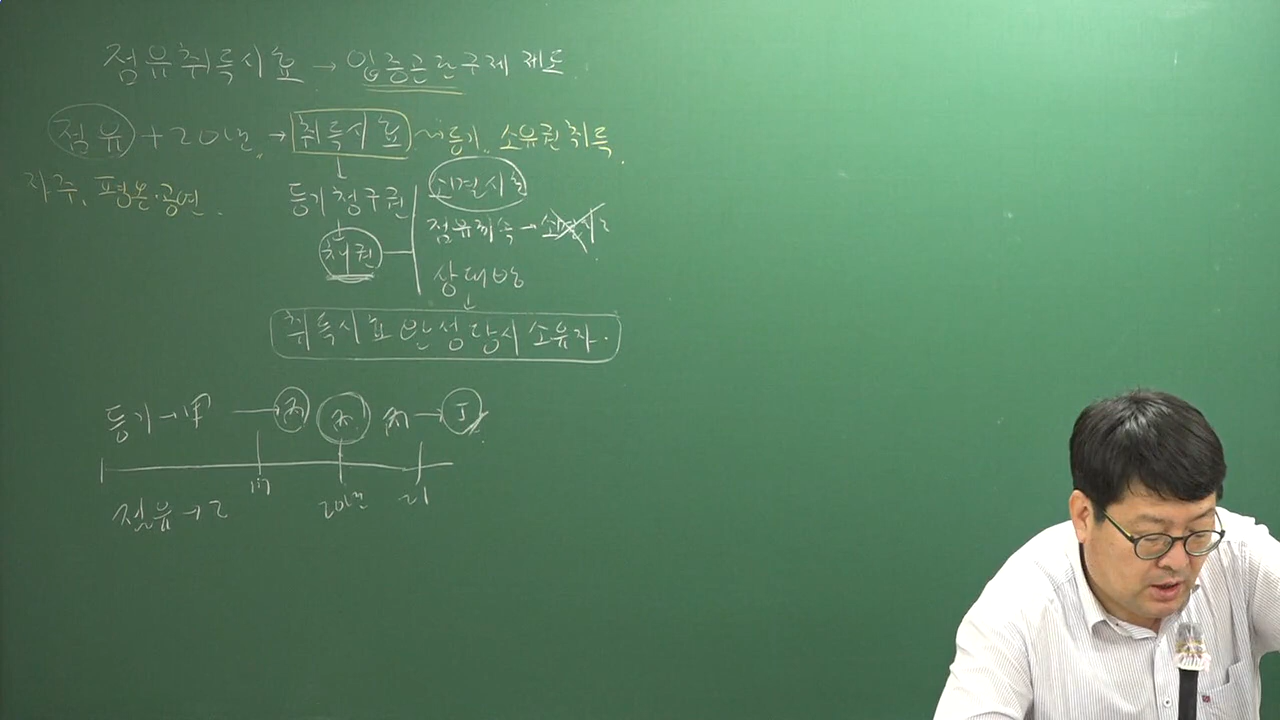 점유취득시효 → 입증곤란구제 제도
점유 + 20년 → 취득시효 ~ 등기 소유권 취득
자주, 평온·공연
등기청구권
채권
점유계속 → 소멸시효
상대방
↓
취득시효 완성당시 소유자.
등기 → 甲 → 丙 丙 丙 → 丁
점유 → 乙
17 20년 21